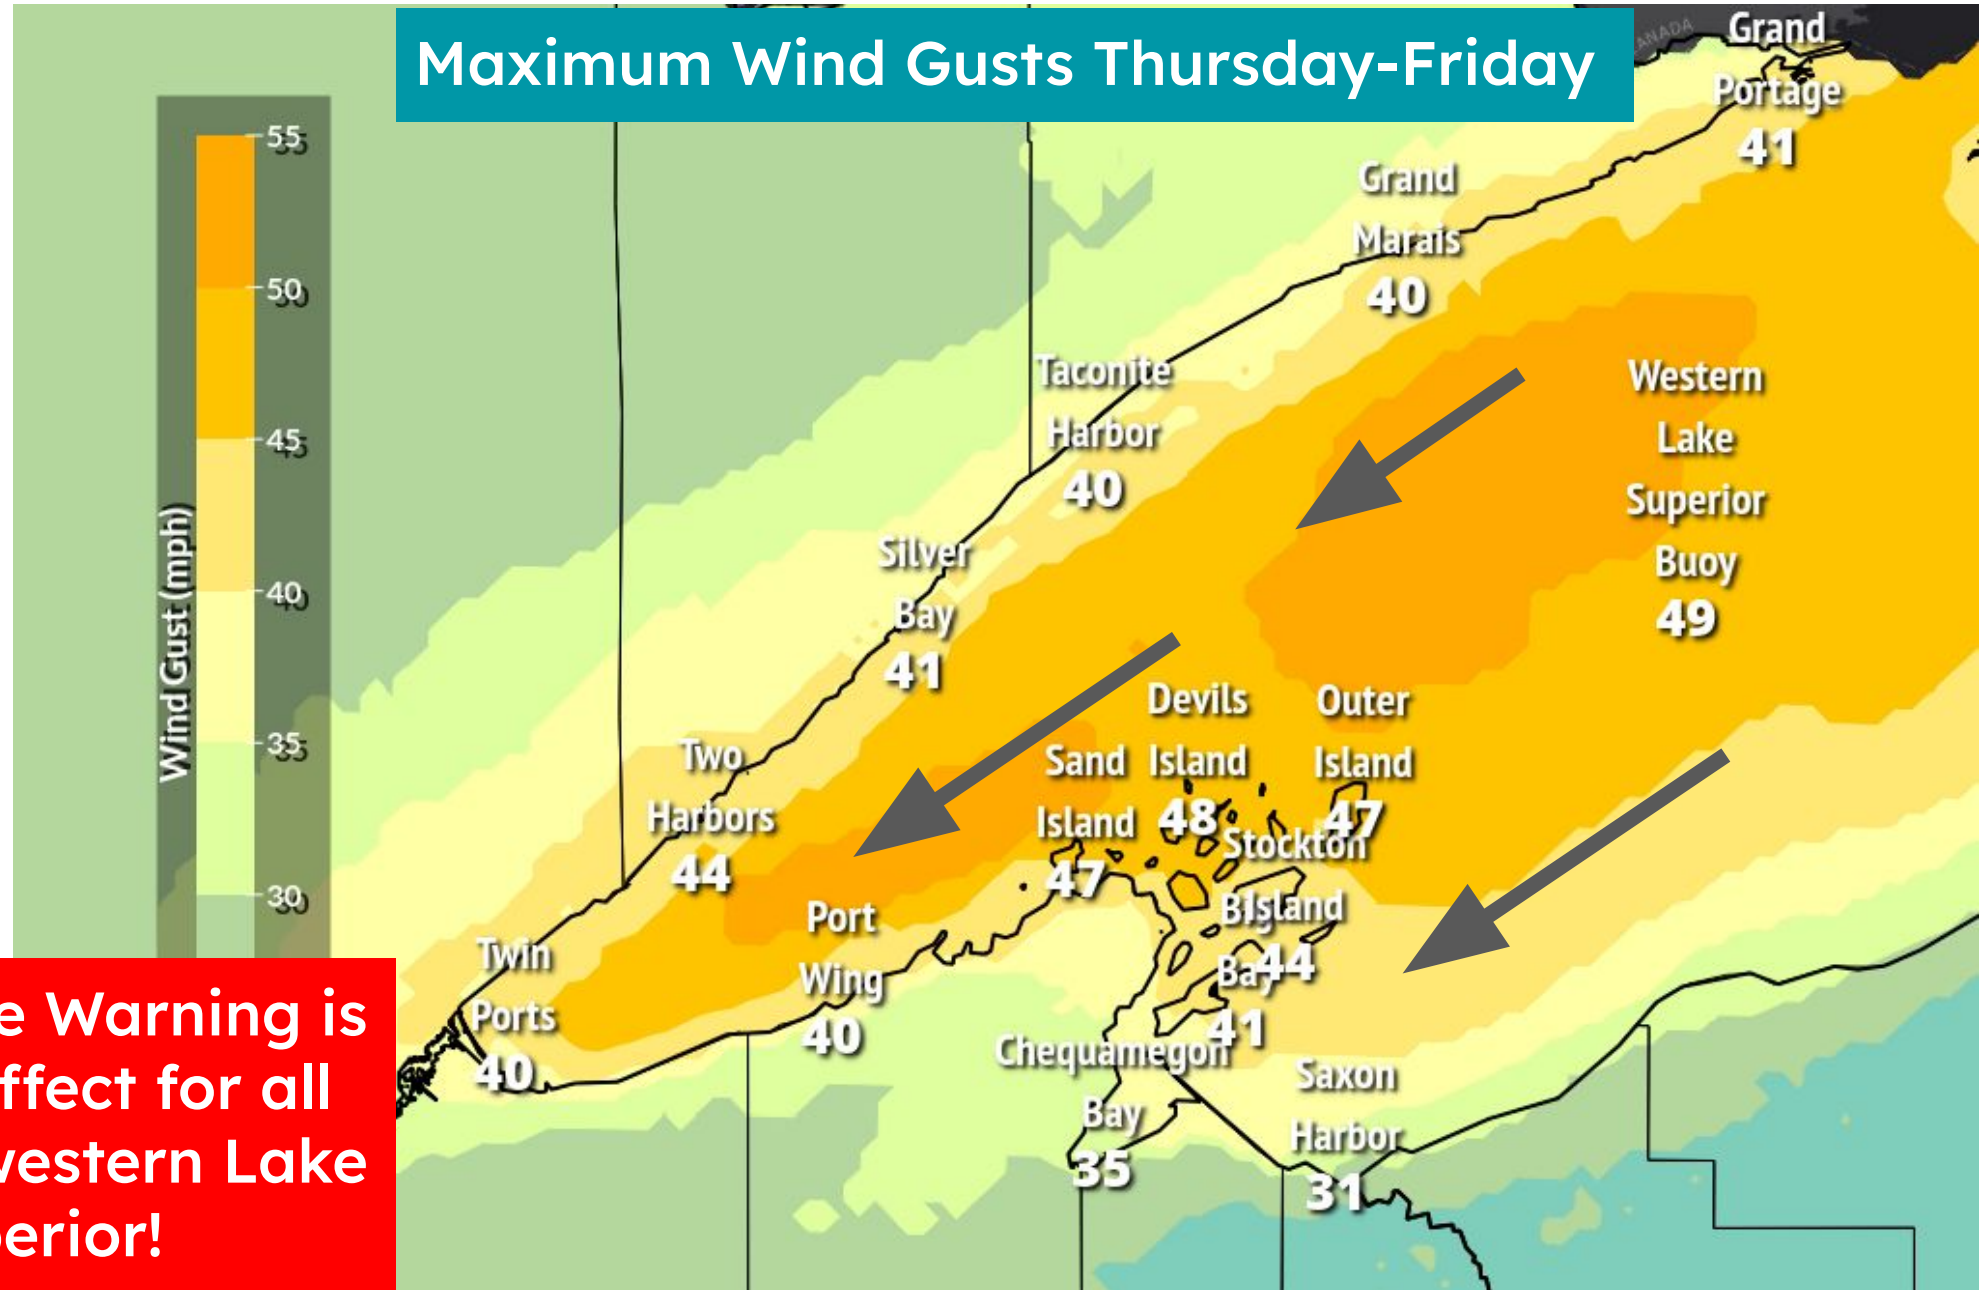 Maximum Wind Gusts Thursday-Friday
CANADA
Grand
Portage
41
Grand
Marais
40
55
50
45
40
35
30
Wind Gust (mph)
Taconite
Harbor
40
Western
Lake
Superior
Buoy
49
Silver
Bay
41
Two
Harbors
44
Devils
Island
48
Outer
Island
47
Sand
Island
47
Stockton
Island
44
Port
Wing
40
Big
Bay
41
Twin
Ports
40
Chequamegon
Bay
35
Saxon
Harbor
31
e Warning is
ffect for all
western Lake
erior!